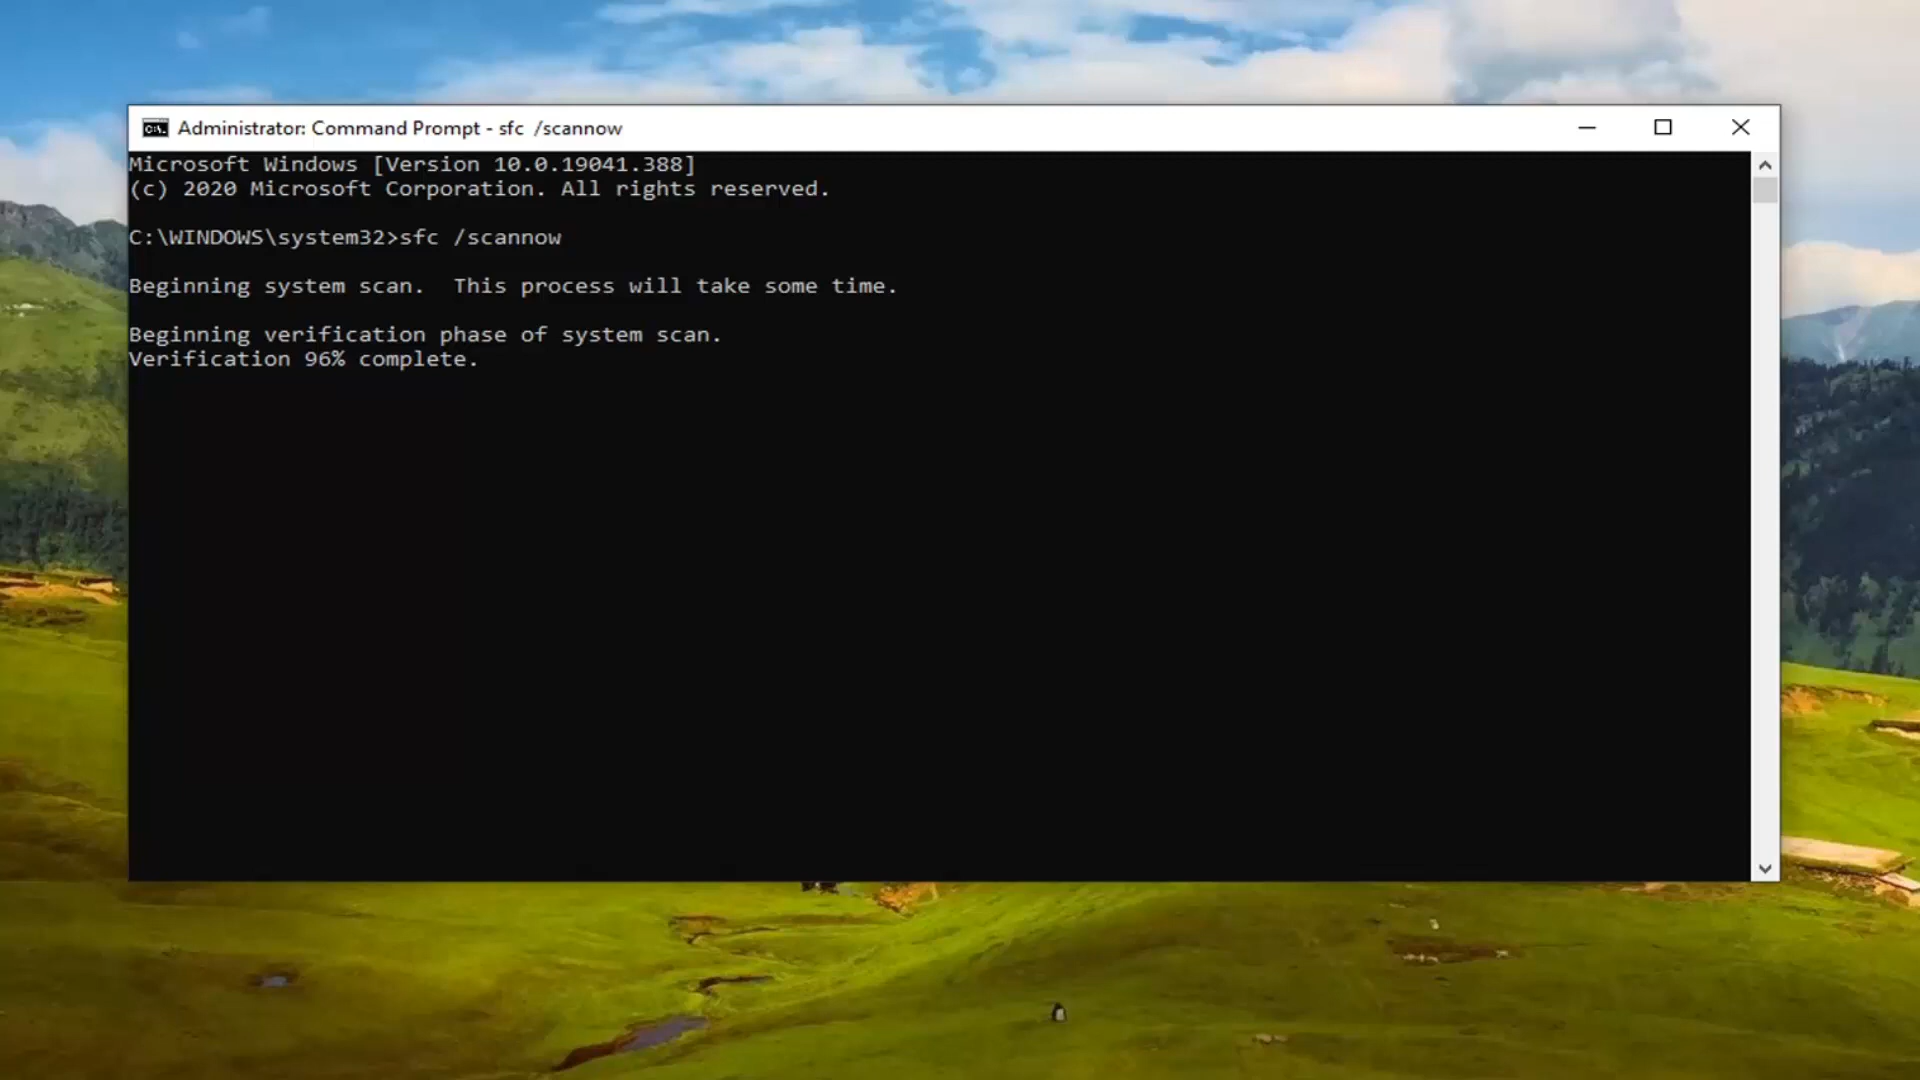 Administrator: Command Prompt - sfc  /scannow
Microsoft Windows [Version 10.0.19041.388]
(c) 2020 Microsoft Corporation. All rights reserved.
C:\WINDOWS\system32>sfc /scannow
Beginning system scan.  This process will take some time.
Beginning verification phase of system scan.
Verification 96% complete.